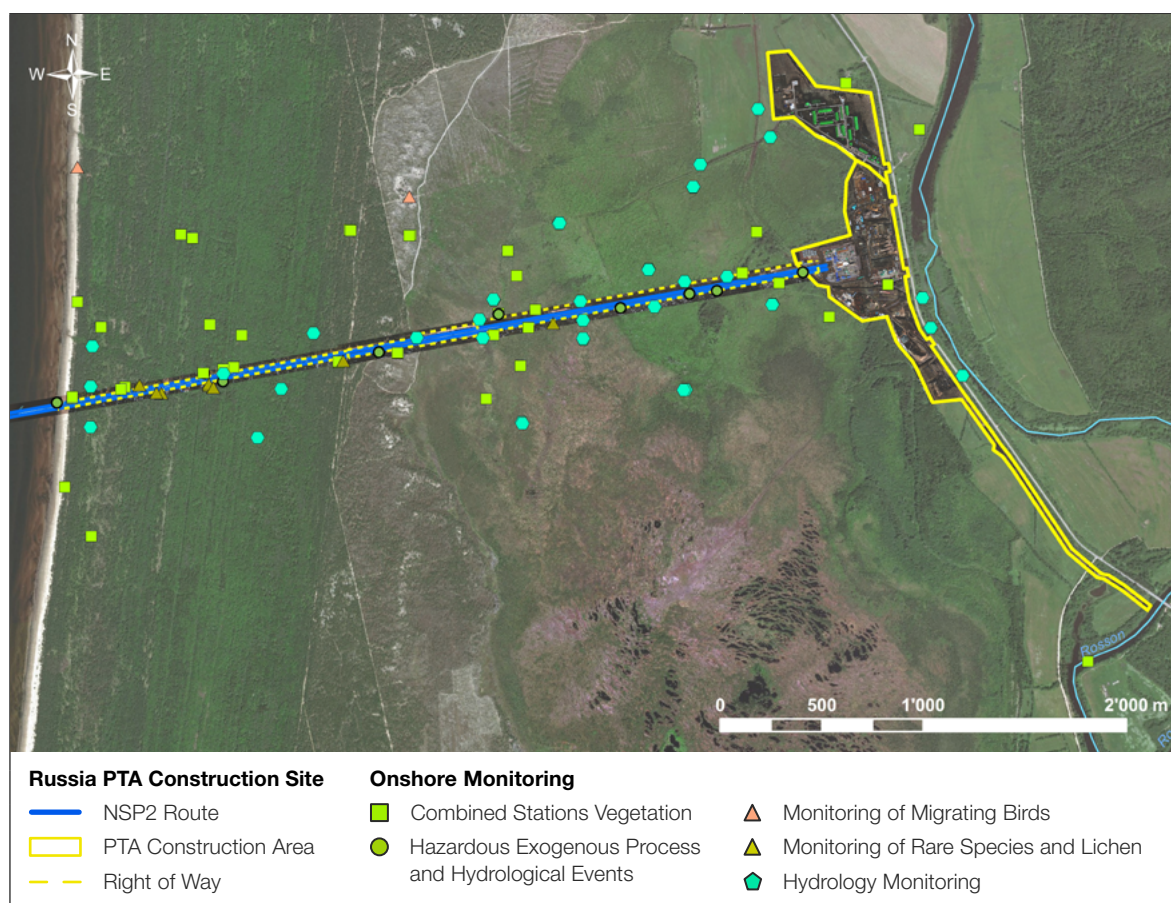 N
W E
S
Rosson
0 500 1'000 2'000 m
Russia PTA Construction Site
NSP2 Route
PTA Construction Area
Right of Way
Onshore Monitoring
Combined Stations Vegetation
Hazardous Exogenous Process
and Hydrological Events
Monitoring of Migrating Birds
Monitoring of Rare Species and Lichen
Hydrology Monitoring